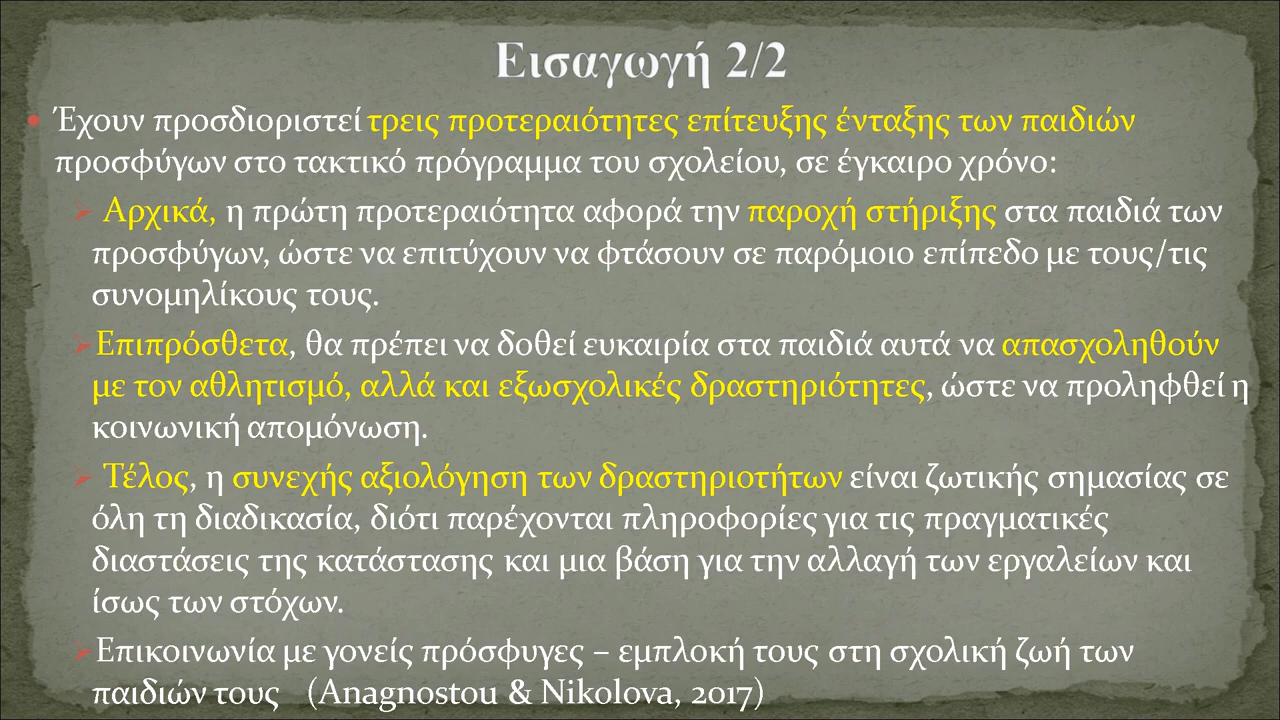 Εισαγωγή 2/2
• Έχουν προσδιοριστεί τρεις προτεραιότητες επίτευξης ένταξης των παιδιών
προσφύγων στο τακτικό πρόγραμμα του σχολείου, σε έγκαιρο χρόνο:
➢ Αρχικά, η πρώτη προτεραιότητα αφορά την παροχή στήριξης στα παιδιά των
προσφύγων, ώστε να επιτύχουν να φτάσουν σε παρόμοιο επίπεδο με τους/τις
συνομηλίκους τους.
➢Επιπρόσθετα, θα πρέπει να δοθεί ευκαιρία στα παιδιά αυτά να απασχοληθούν
με τον αθλητισμό, αλλά και εξωσχολικές δραστηριότητες, ώστε να προληφθεί η
κοινωνική απομόνωση.
➢ Τέλος, η συνεχής αξιολόγηση των δραστηριοτήτων είναι ζωτικής σημασίας σε
όλη τη διαδικασία, διότι παρέχονται πληροφορίες για τις πραγματικές
διαστάσεις της κατάστασης και μια βάση για την αλλαγή των εργαλείων και
ίσως των στόχων.
➢Επικοινωνία με γονείς πρόσφυγες – εμπλοκή τους στη σχολική ζωή των
παιδιών τους (Anagnostou & Nikolova, 2017)